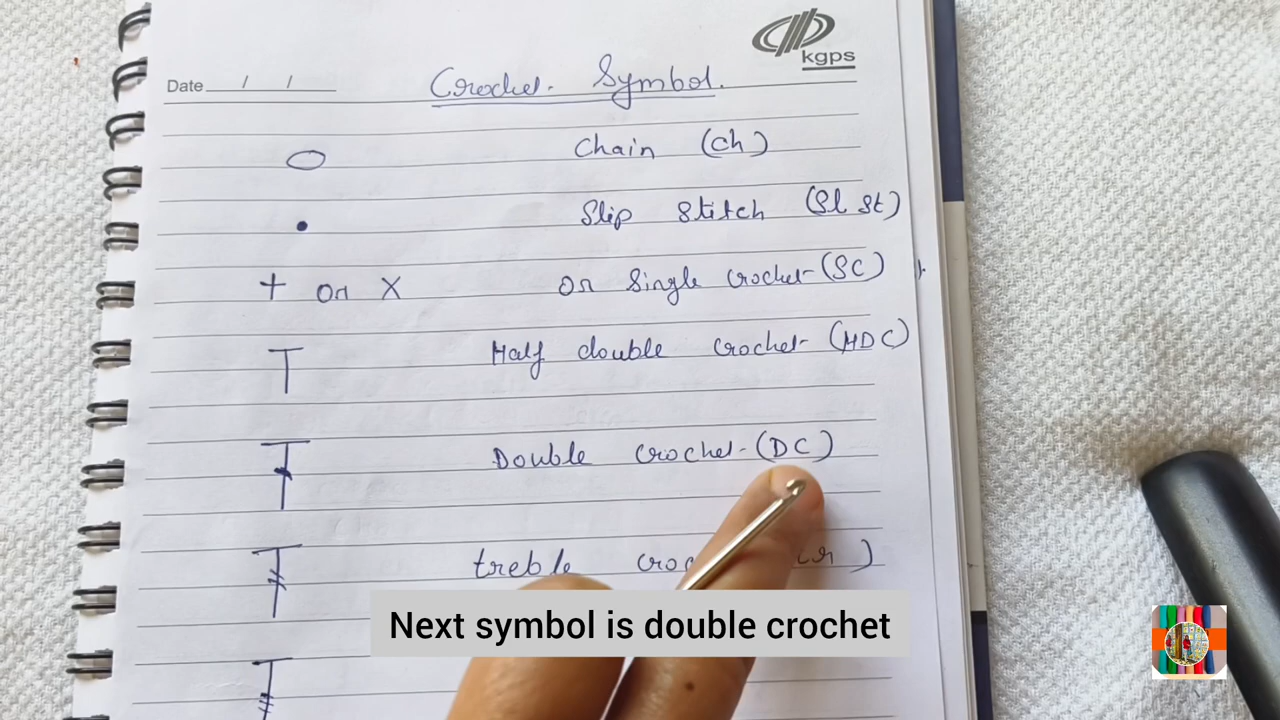 kgps
Date / /
Crochet Symbol.
Chain (Ch)
Slip Stitch (Sl St)
+ or X or Single Crochet (SC)
Half double Crochet (HDC)
Double Crochet (DC)
treble
Next symbol is double crochet